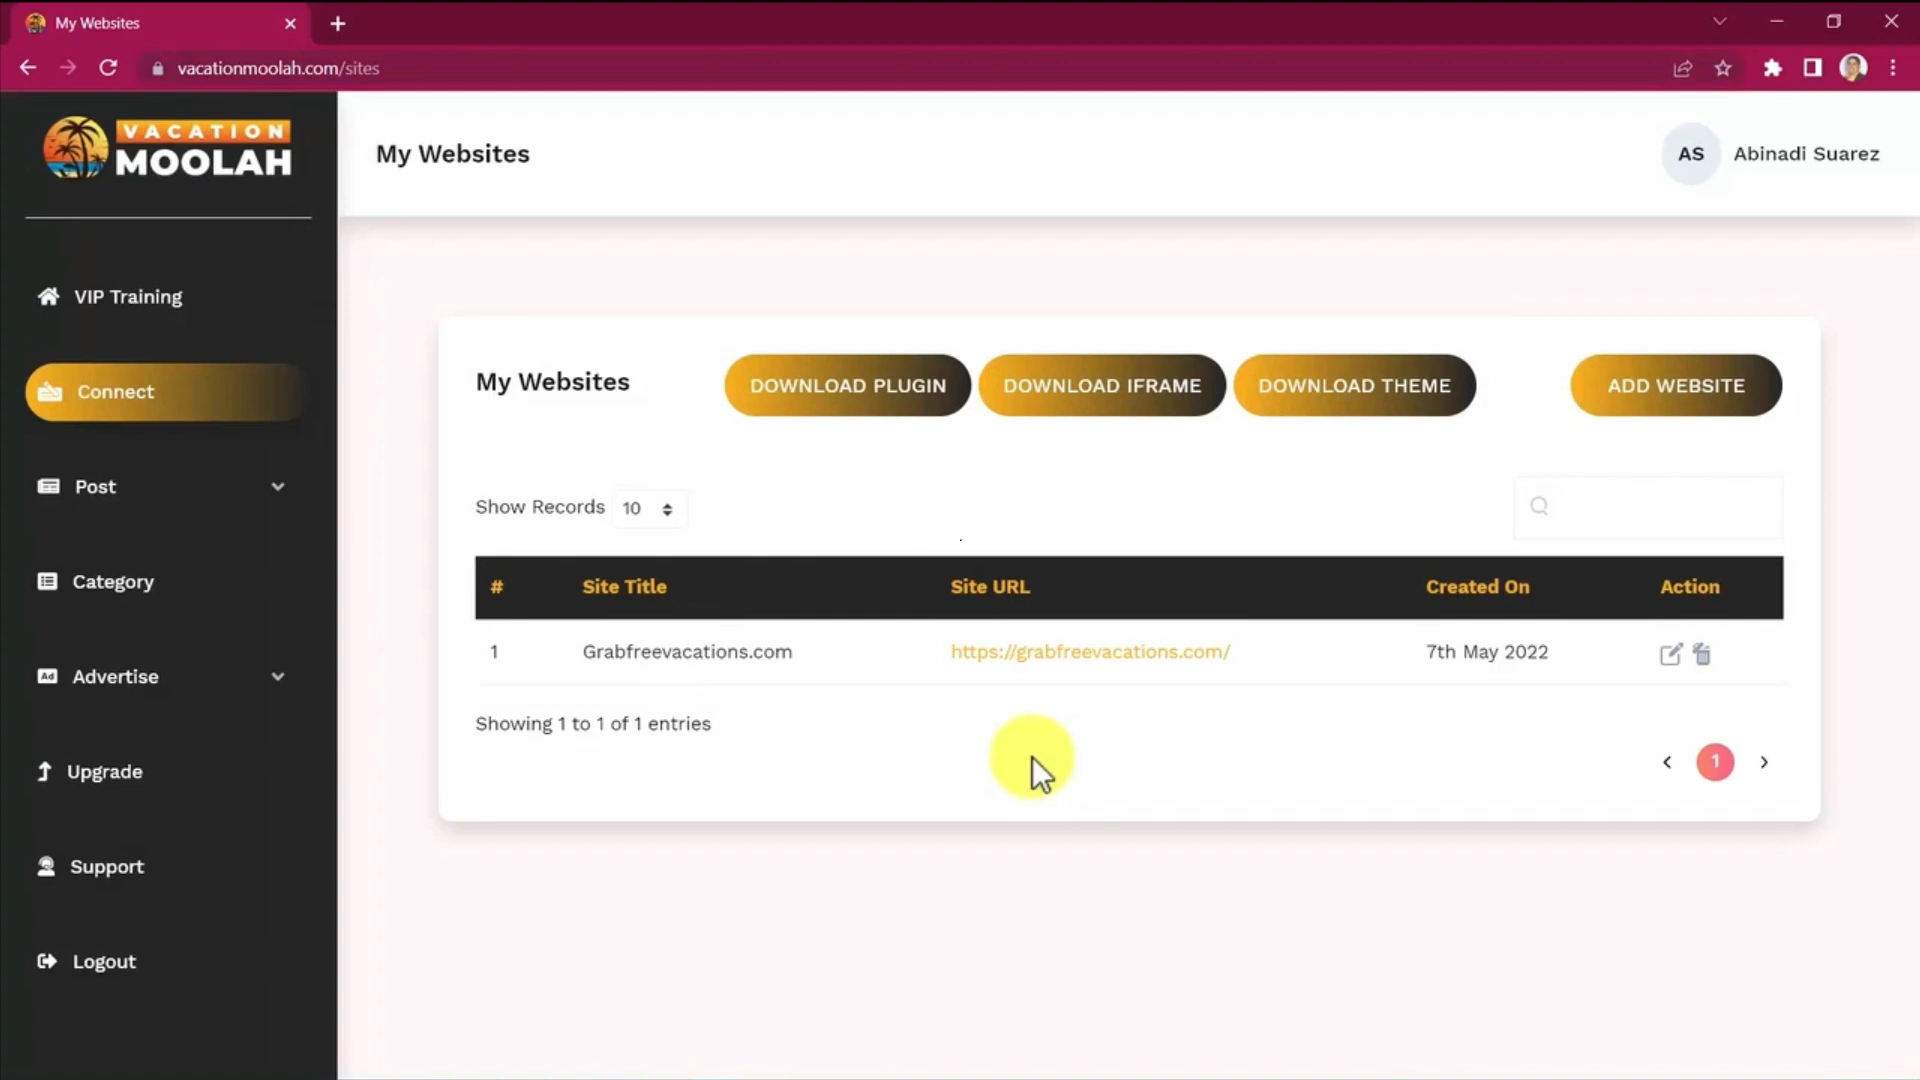 My Websites
vacationmoolah.com/sites
VACATION
MOOLAH
My Websites
AS Abinadi Suarez
VIP Training
Connect
Post
Category
Ad Advertise
Upgrade
Support
Logout
My Websites DOWNLOAD PLUGIN DOWNLOAD IFRAME DOWNLOAD THEME ADD WEBSITE
Show Records 10
# Site Title Site URL Created On Action
1 Grabfreevacations.com https://grabfreevacations.com/ 7th May 2022
Showing 1 to 1 of 1 entries
1